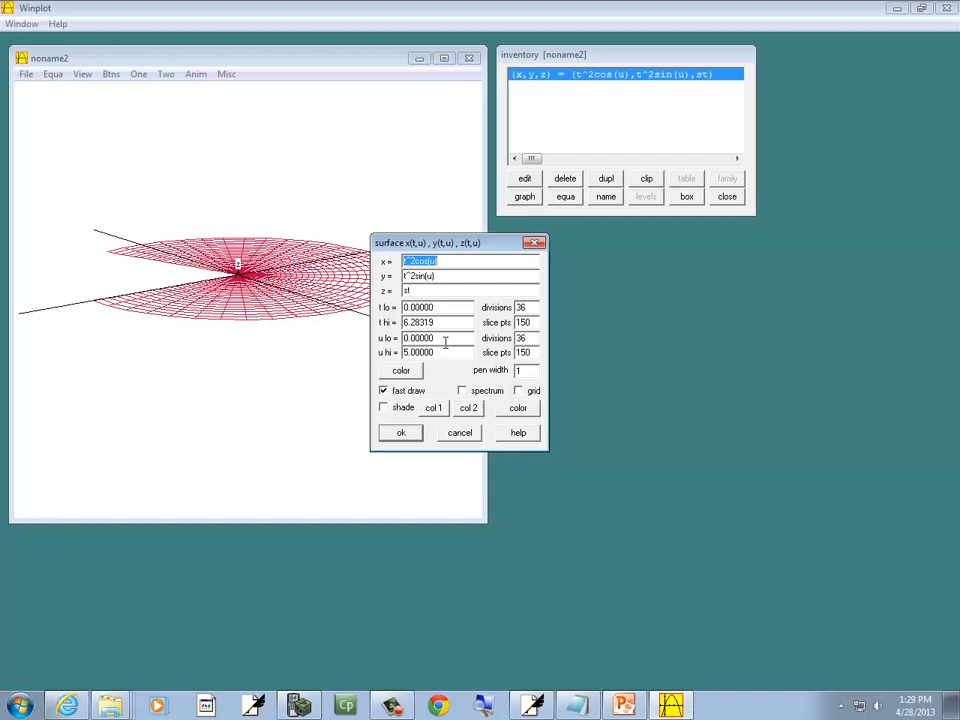 Winplot
Window Help
noname2
File Equa View Btns One Two Anim Misc
z
inventory [noname2]
(x,y,z) = (t^2cos(u),t^2sin(u),st)
edit delete dupl clip table family
graph equa name levels box close
surface x(t,u) , y(t,u) , z(t,u)
x = t^2cos(u)
y = t^2sin(u)
z = st
t lo = 0.00000 divisions 36
t hi = 6.28319 slice pts 150
u lo = 0.00000 divisions 36
u hi = 5.00000 slice pts 150
color pen width 1
fast draw spectrum grid
shade col 1 col 2 color
ok cancel help
Cp
1:29 PM
4/28/2013